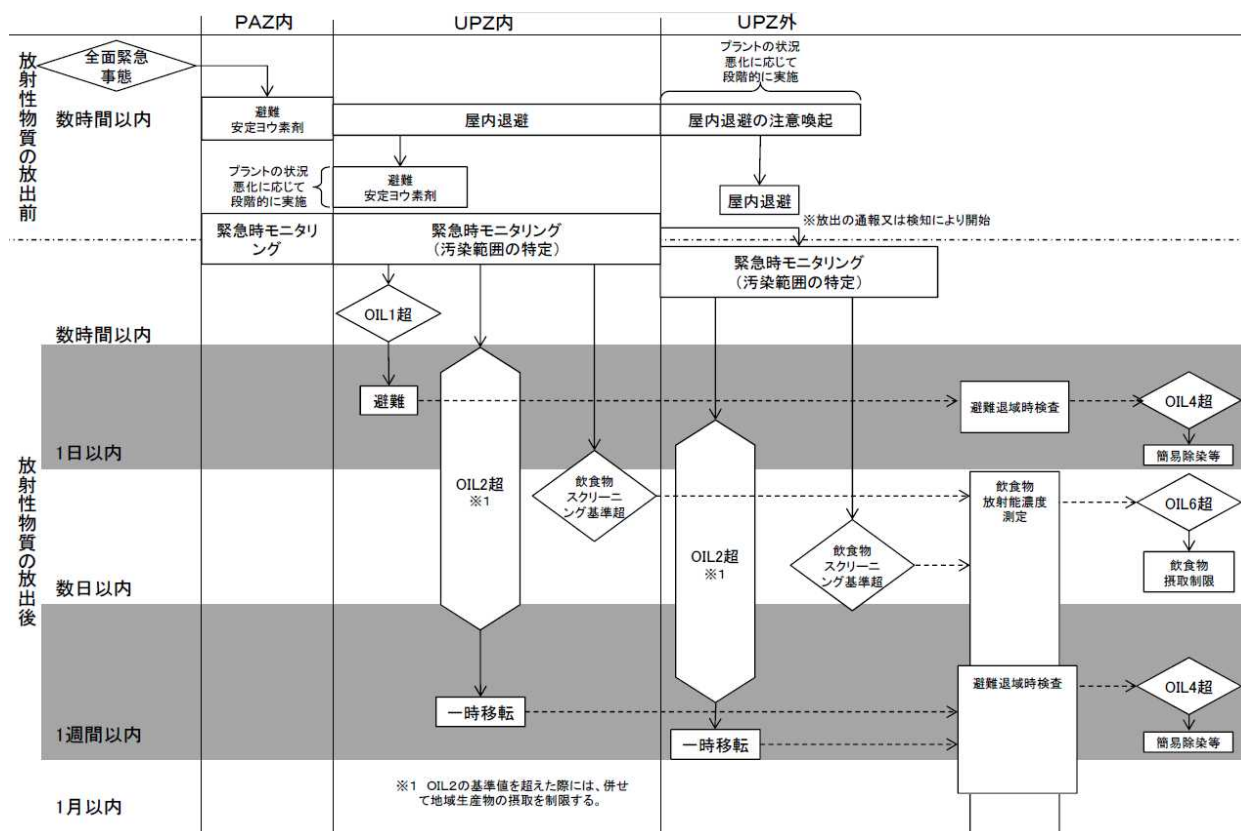 PAZ内
UPZ内
UPZ外
放射性物質の放出前
全面緊急
事態
プラントの状況
悪化に応じて
段階的に実施
数時間以内
避難
安定ヨウ素剤
屋内退避
屋内退避の注意喚起
プラントの状況
悪化に応じて
段階的に実施
避難
安定ヨウ素剤
屋内退避
※放出の通報又は検知により開始
緊急時モニタリ
ング
緊急時モニタリング
(汚染範囲の特定)
緊急時モニタリング
(汚染範囲の特定)
放射性物質の放出後
OIL1超
数時間以内
避難
避難退域時検査
OIL4超
簡易除染等
1日以内
OIL2超
※1
飲食物
スクリーニ
ング基準超
飲食物
放射能濃度
測定
OIL6超
OIL2超
※1
飲食物
スクリーニ
ング基準超
飲食物
摂取制限
数日以内
避難退域時検査
OIL4超
一時移転
1週間以内
一時移転
簡易除染等
※1 OIL2の基準値を超えた際には、併せ
て地域生産物の摂取を制限する。
1月以内